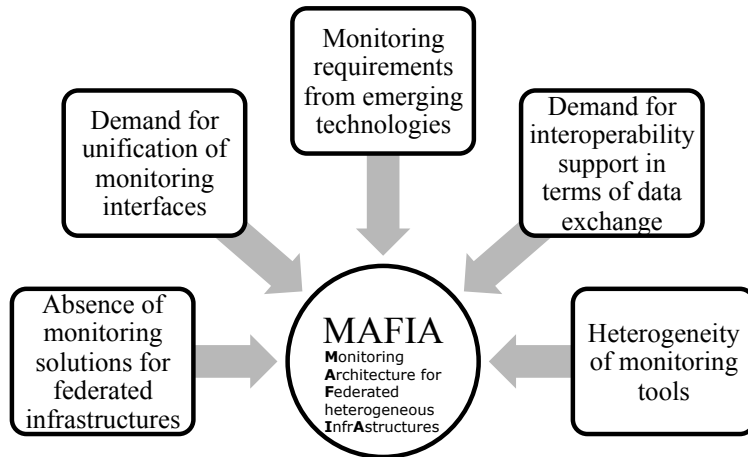 Monitoring
requirements
from emerging
technologies
Demand for
unification of
monitoring
interfaces
Demand for
interoperability
support in
terms of data
exchange
Absence of
monitoring
solutions for
federated
infrastructures
MAFIA
Monitoring
Architecture for
Federated
heterogeneous
InfrAstructures
Heterogeneity
of monitoring
tools